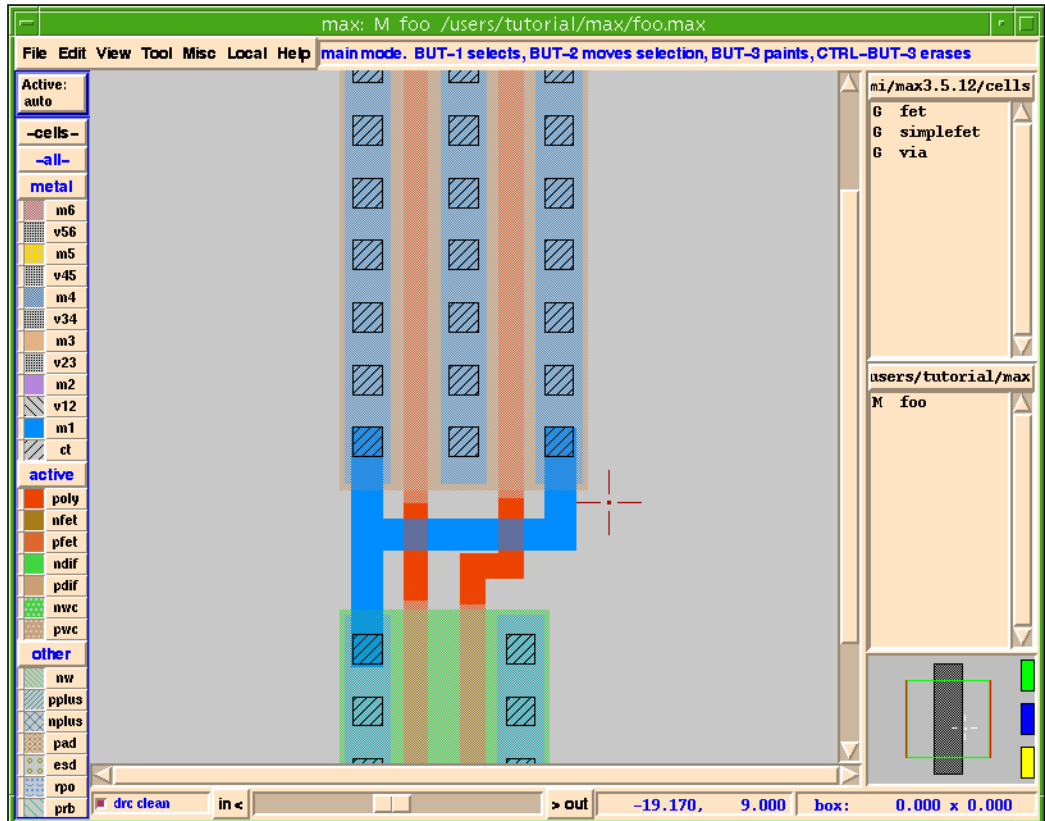 max: M foo /users/tutorial/max/foo.max
File Edit View Tool Misc Local Help main mode. BUT-1 selects, BUT-2 moves selection, BUT-3 paints, CTRL-BUT-3 erases
Active:
auto
-cells-
-all-
metal
m6
v56
m5
v45
m4
v34
m3
v23
m2
v12
m1
ct
active
poly
nfet
pfet
ndif
pdif
nwc
pwc
other
nw
pplus
nplus
pad
esd
rpo
prb
mi/max3.5.12/cells
G fet
G simplefet
G via
users/tutorial/max
M foo
drc clean
in <
> out
-19.170, 9.000
box: 0.000 x 0.000